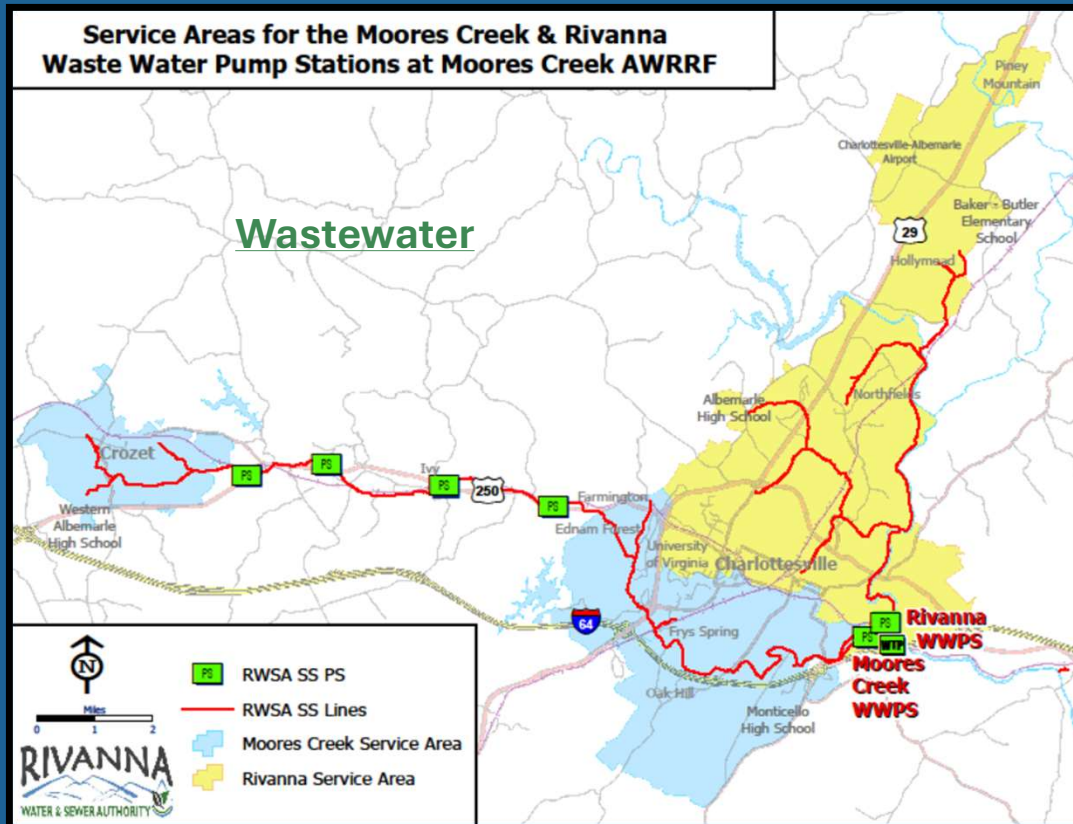 Service Areas for the Moores Creek & Rivanna
Waste Water Pump Stations at Moores Creek AWRRF
Piney
Mountain
Charlottesville-Albemarle
Airport
Wastewater
Baker - Butler
Elementary
School
29
Hollymead
Northfields
Albemarle
High School
Crozet
PS
PS
Ivy
PS
250
PS
Farmington
Ednam Forest
Western
Albemarle
High School
University
of Virginia
Charlottesville
64
Frys Spring
PS
PS
WTP
Rivanna
WWPS
Moores
Creek
WWPS
Oak Hill
Monticello
High School
N
Miles
0 1 2
RIVANNA
WATER & SEWER AUTHORITY
PS RWSA SS PS
RWSA SS Lines
Moores Creek Service Area
Rivanna Service Area